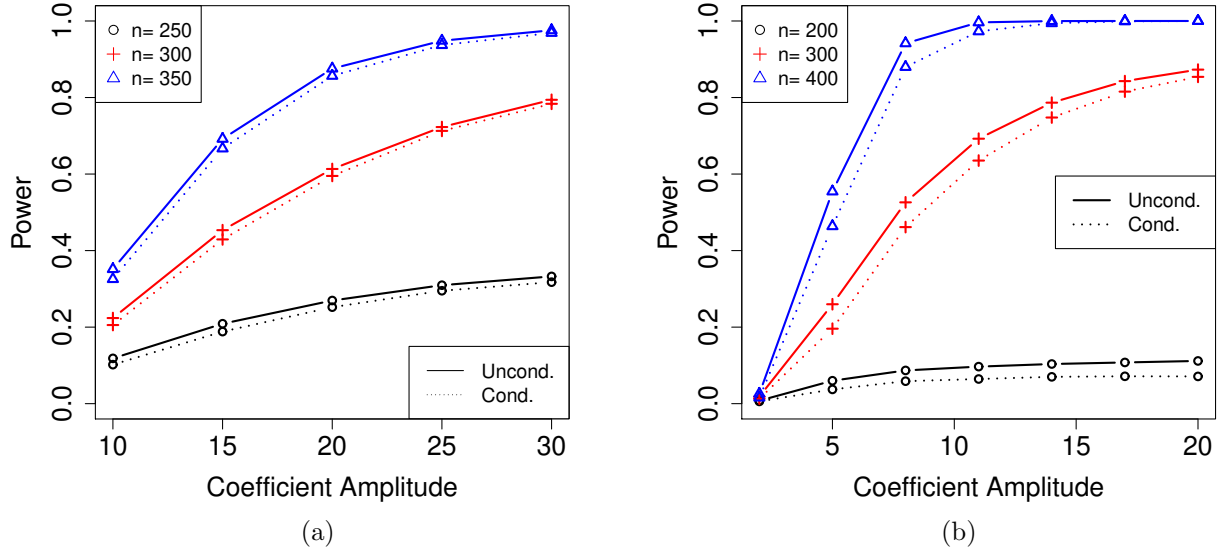 n= 250
n= 300
n= 350
Power
0.0
0.2
0.4
0.6
0.8
1.0
Uncond.
Cond.
10
15
20
25
30
Coefficient Amplitude
(a)
n= 200
n= 300
n= 400
Power
0.0
0.2
0.4
0.6
0.8
1.0
Uncond.
Cond.
5
10
15
20
Coefficient Amplitude
(b)